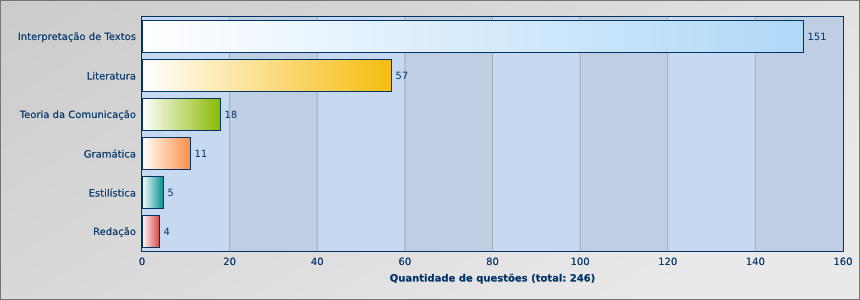 Interpretação de Textos 151
Literatura 57
Teoria da Comunicação 18
Gramática 11
Estilística 5
Redação 4
0 20 40 60 80 100 120 140 160
Quantidade de questões (total: 246)